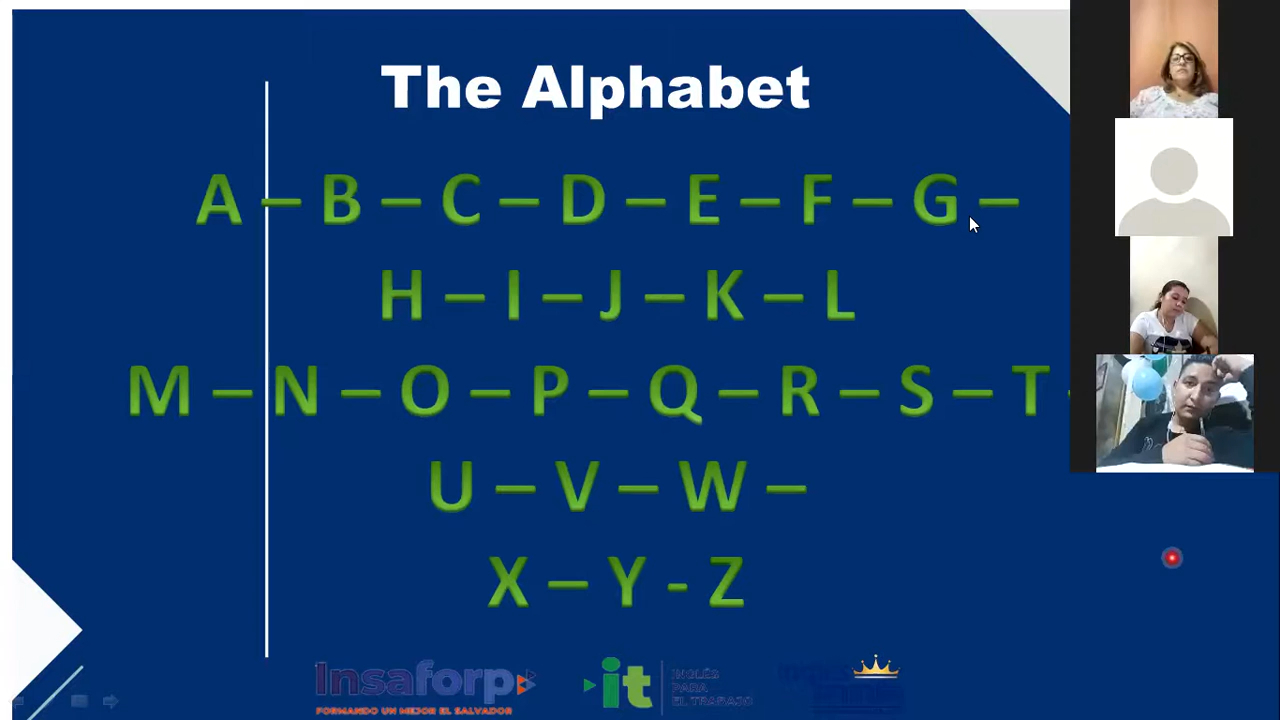 The Alphabet
A – B – C – D – E – F – G –
H – I – J – K – L
M – N – O – P – Q – R – S – T -
U – V – W –
X – Y - Z
Insaforp
FORMANDO UN MEJOR EL SALVADOR
it
INGLÉS
PARA
EL TRABAJO